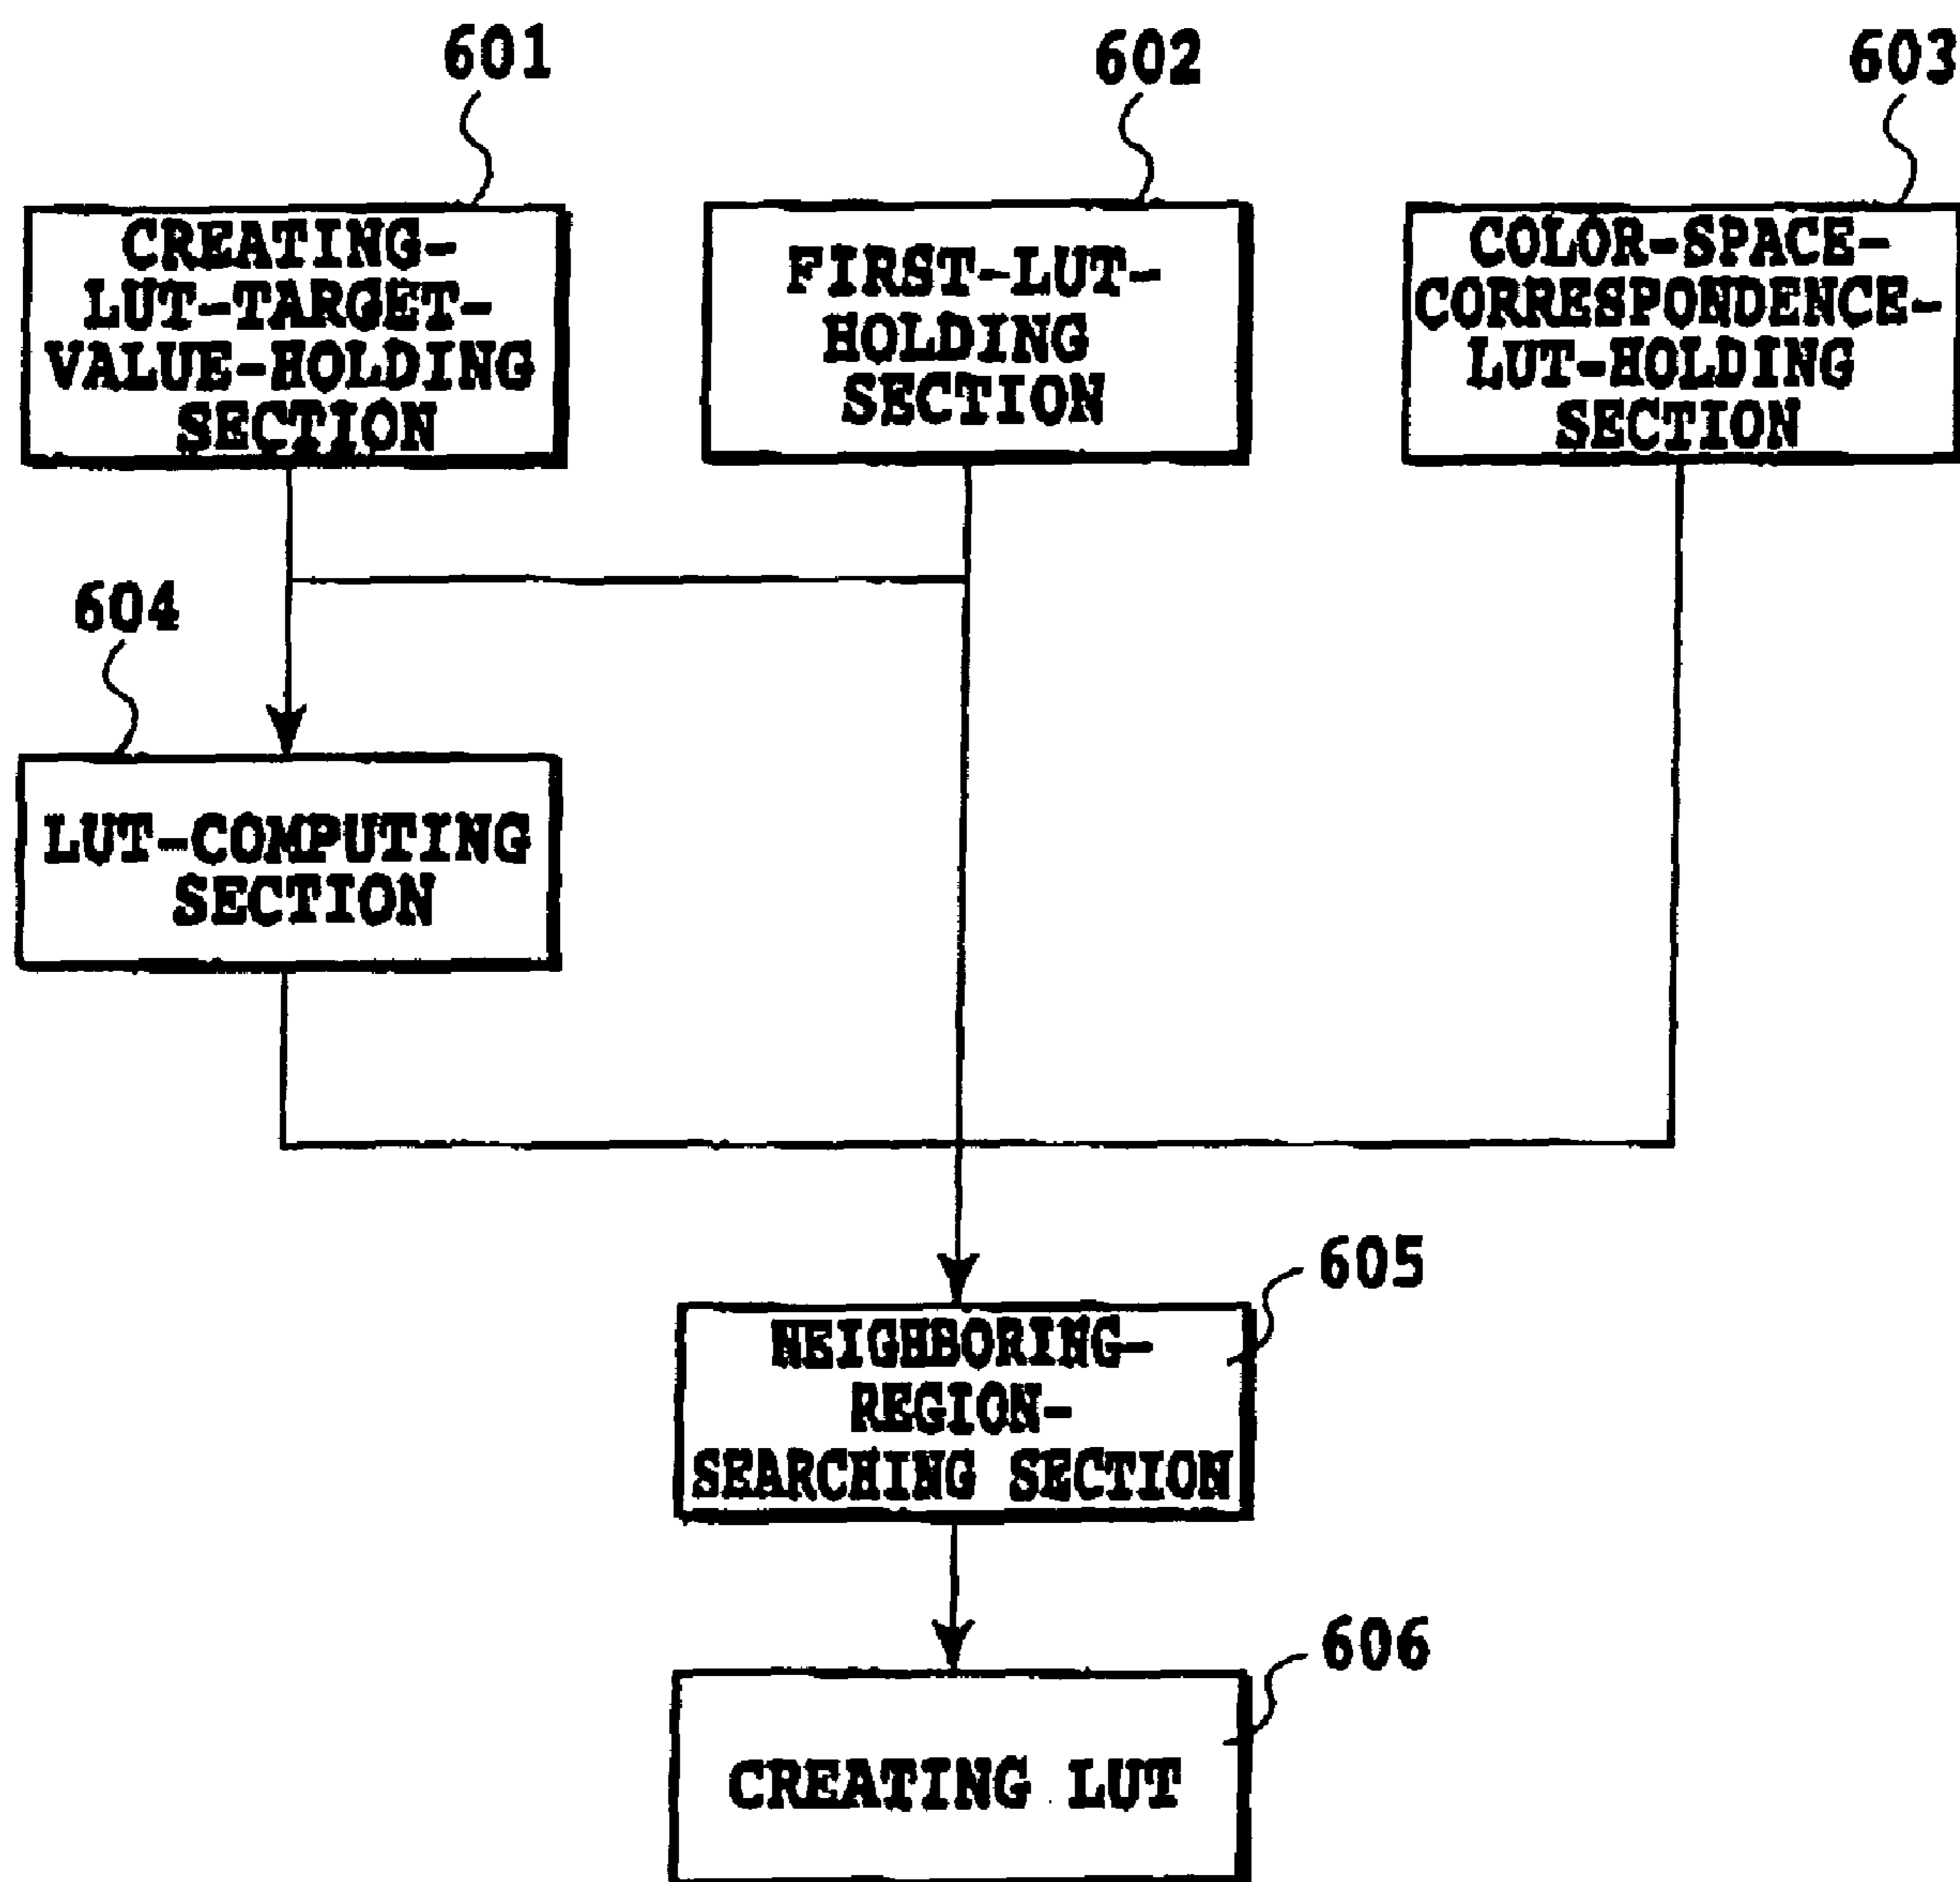 601
602
603
CREATING-
LUT-TARGET-
VALUE-HOLDING
SECTION
FIRST-LUT-
HOLDING
SECTION
COLOR-SPACE-
CORRESPONDENCE-
LUT-HOLDING
SECTION
604
LUT-COMPUTING
SECTION
605
NEIGHBORING-
REGION-
SEARCHING SECTION
606
CREATING LUT